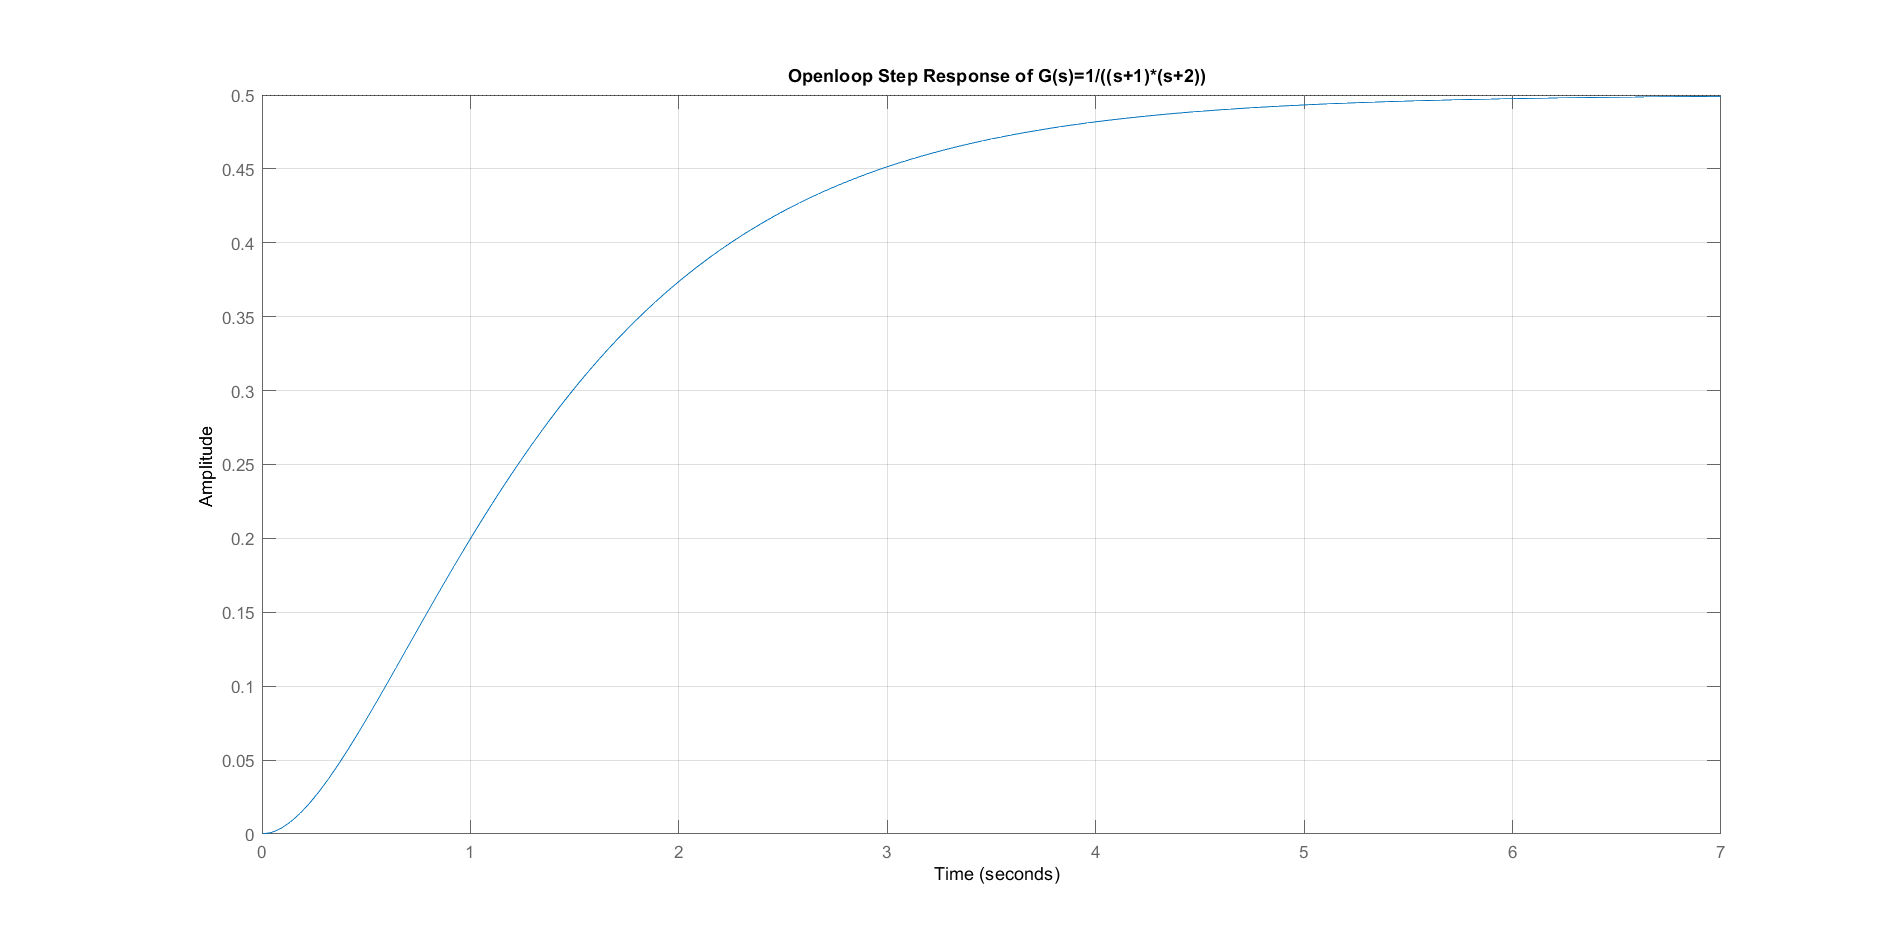 Openloop Step Response of G(s)=1/((s+1)*(s+2))
0.5
0.45
0.4
0.35
0.3
0.25
0.2
0.15
0.1
0.05
0
Amplitude
0 1 2 3 4 5 6 7
Time (seconds)